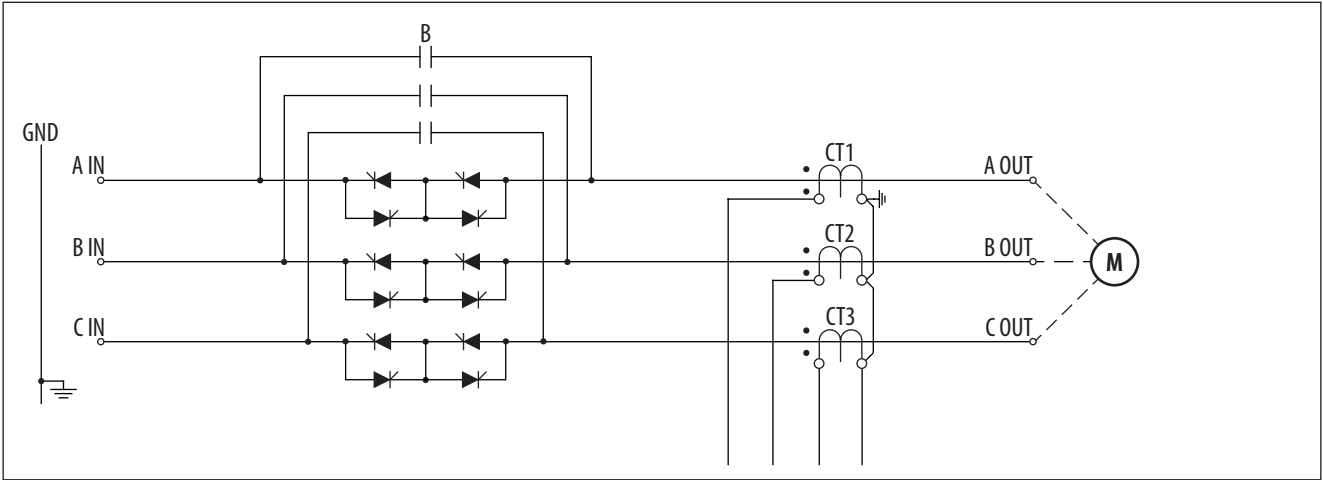 B
GND
A IN
CT1
A OUT
B IN
CT2
B OUT
M
C IN
CT3
C OUT